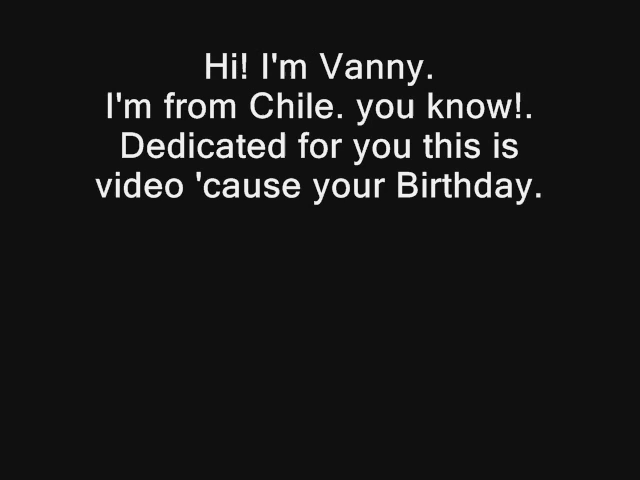 Hi! I'm Vanny.
I'm from Chile. you know!.
Dedicated for you this is
video 'cause your Birthday.